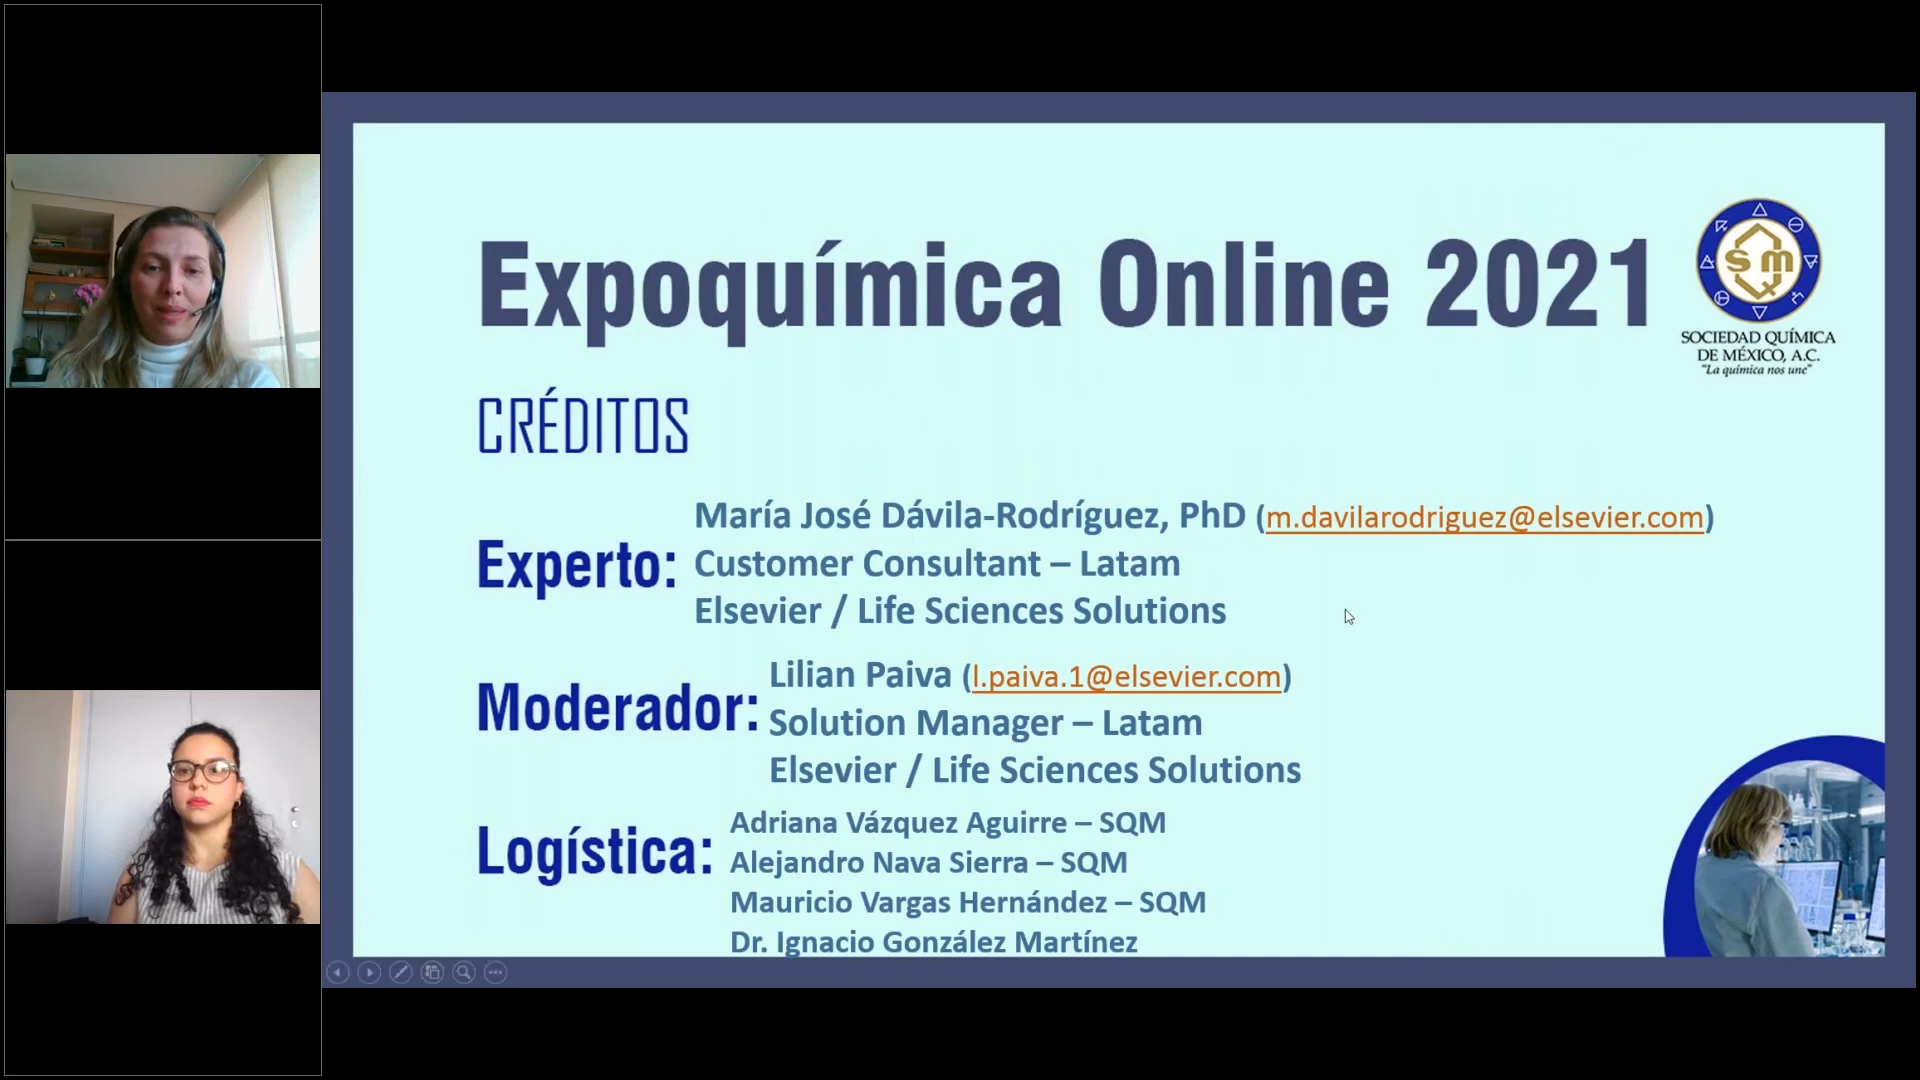 Expoquímica Online 2021
SQM
SOCIEDAD QUÍMICA
DE MÉXICO, A.C.
"La química nos une"
CRÉDITOS
Experto:
María José Dávila-Rodríguez, PhD (m.davilarodriguez@elsevier.com)
Customer Consultant – Latam
Elsevier / Life Sciences Solutions
Moderador:
Lilian Paiva (l.paiva.1@elsevier.com)
Solution Manager – Latam
Elsevier / Life Sciences Solutions
Logística:
Adriana Vázquez Aguirre – SQM
Alejandro Nava Sierra – SQM
Mauricio Vargas Hernández – SQM
Dr. Ignacio González Martínez